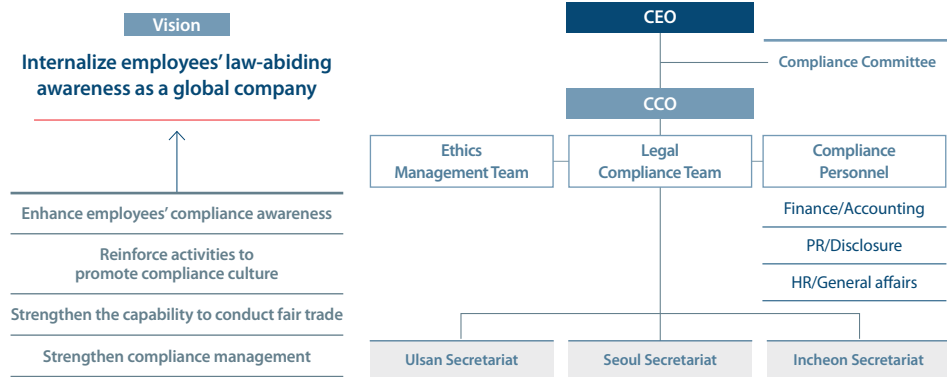 Vision
Internalize employees' law-abiding
awareness as a global company
Enhance employees' compliance awareness
Reinforce activities to
promote compliance culture
Strengthen the capability to conduct fair trade
Strengthen compliance management
CEO
Compliance Committee
CCO
Ethics
Management Team
Legal
Compliance Team
Compliance
Personnel
Finance/Accounting
PR/Disclosure
HR/General affairs
Ulsan Secretariat
Seoul Secretariat
Incheon Secretariat